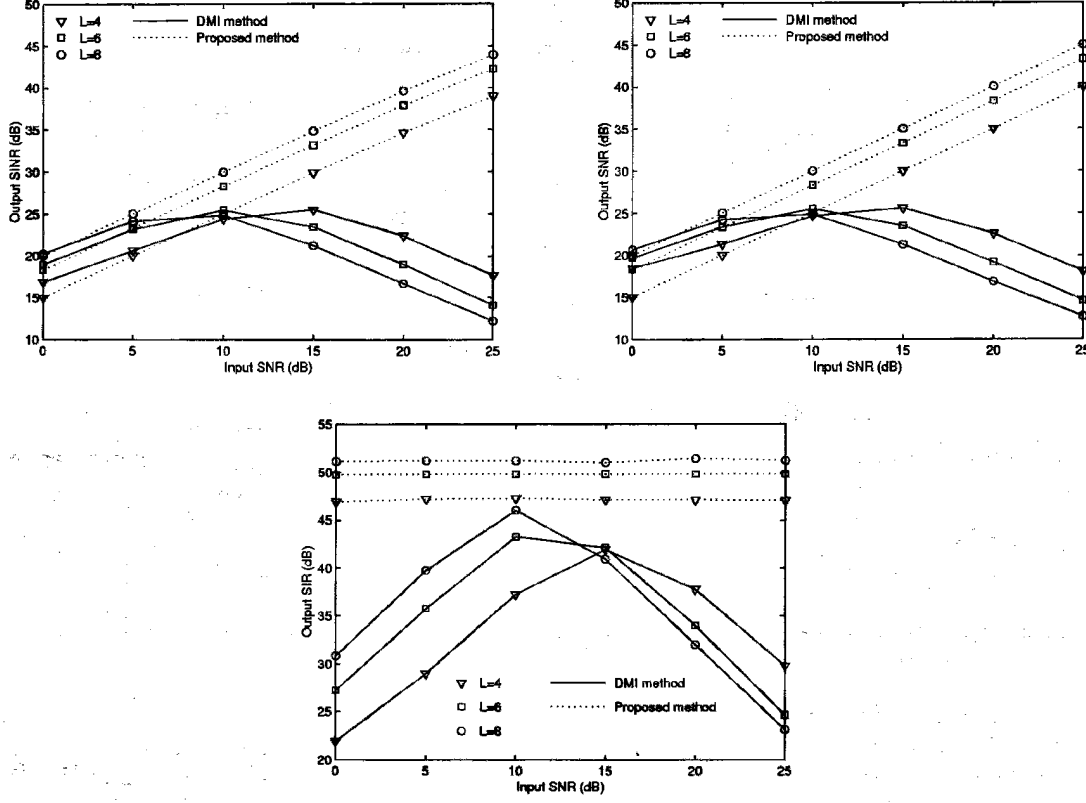 50
45
40
35
30
25
20
15
10
Output SINR (dB)
L=4
L=6
L=8
DMI method
Proposed method
0 5 10 15 20 25
Input SNR (dB)
50
45
40
35
30
25
20
15
10
Output SNR (dB)
L=4
L=6
L=8
DMI method
Proposed method
0 5 10 15 20 25
Input SNR (dB)
55
50
45
40
35
30
25
20
Output SIR (dB)
L=4
L=6
L=8
DMI method
Proposed method
0 5 10 15 20 25
Input SNR (dB)